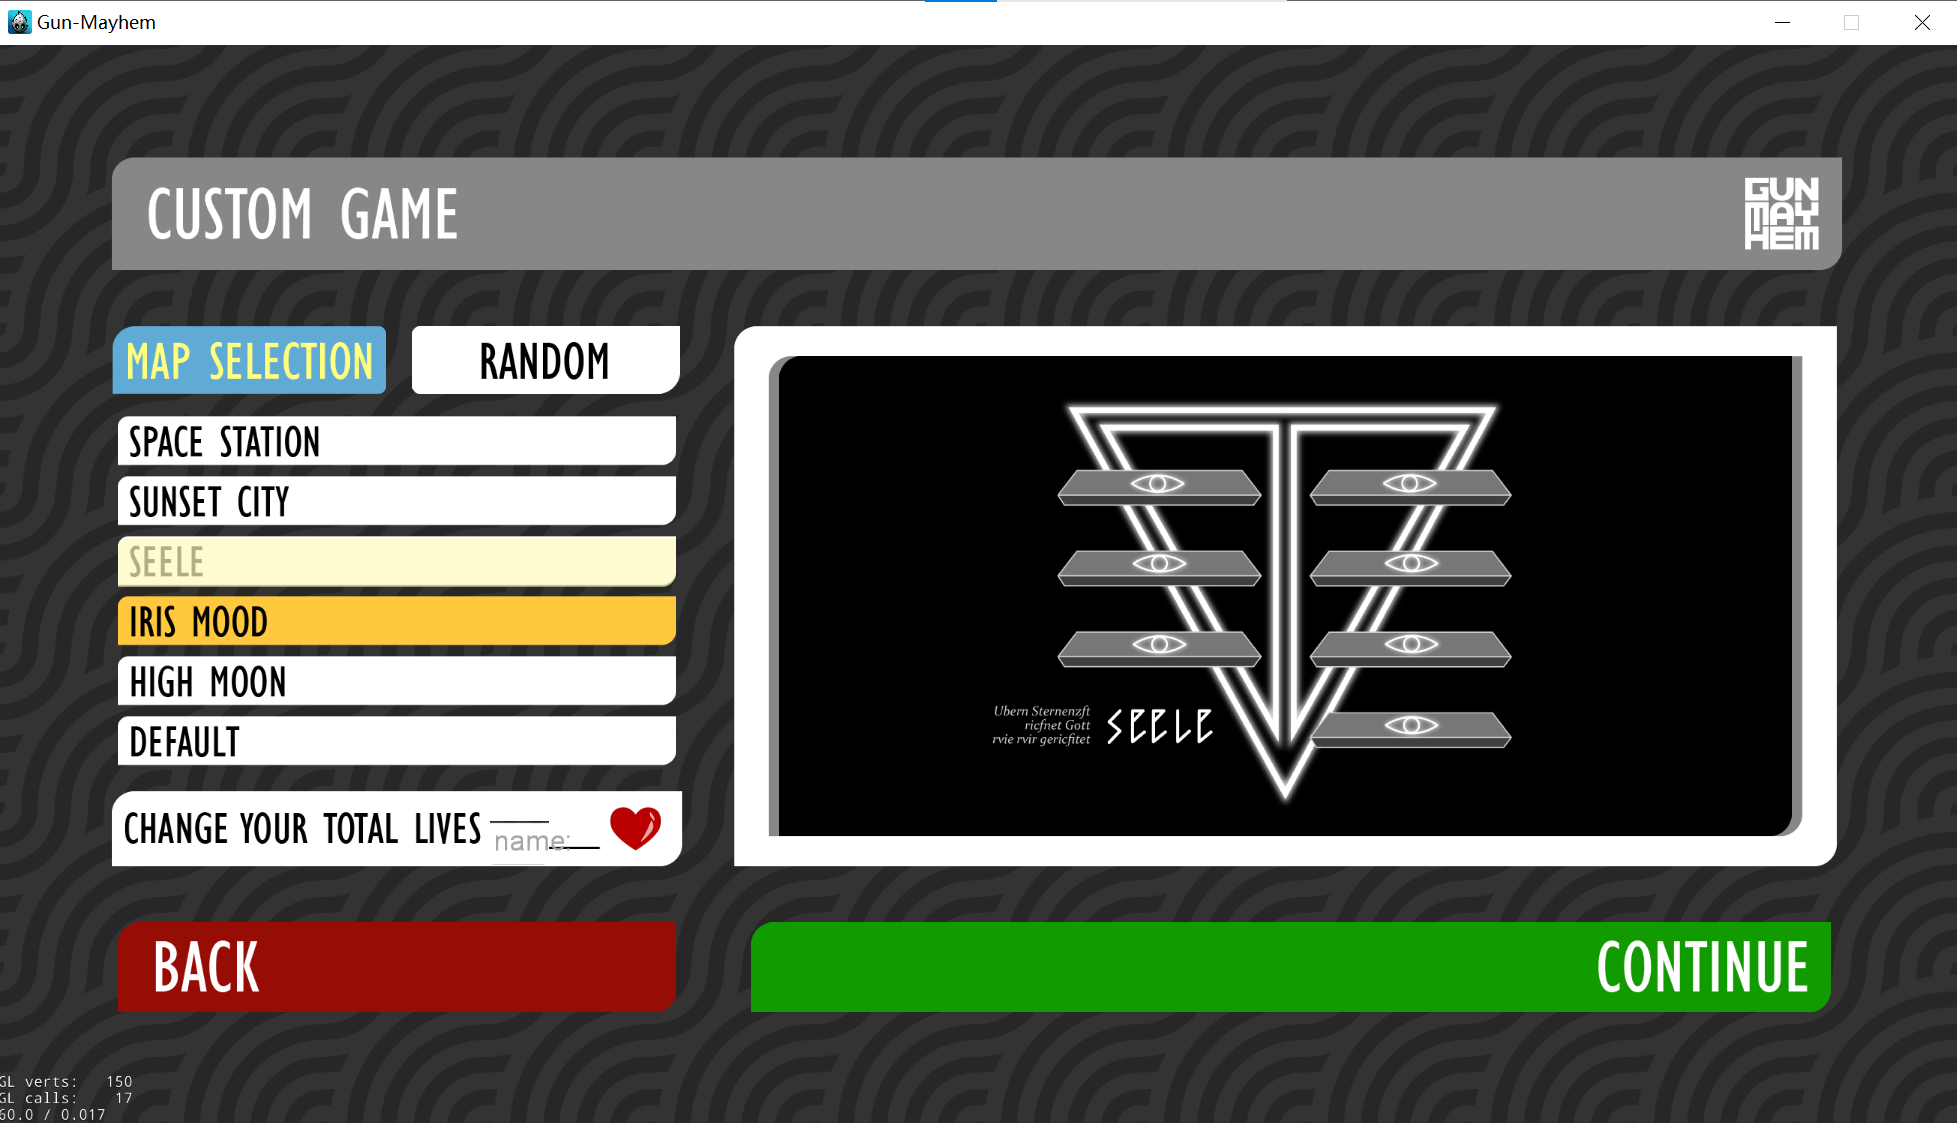 Gun-Mayhem
CUSTOM GAME
GUN
MAY
HEM
MAP SELECTION
RANDOM
SPACE STATION
SUNSET CITY
SEELE
IRIS MOOD
HIGH MOON
DEFAULT
CHANGE YOUR TOTAL LIVES
name:
Ubern Sternenzft
ricfnet Gott
rvie rvir gericfitet
SEELE
BACK
CONTINUE
GL verts: 150
GL calls: 17
60.0 / 0.017